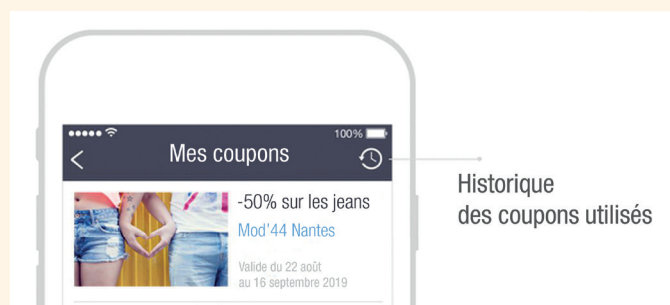 100%
Mes coupons
-50% sur les jeans
Mod'44 Nantes
Valide du 22 août
au 16 septembre 2019
Historique
des coupons utilisés